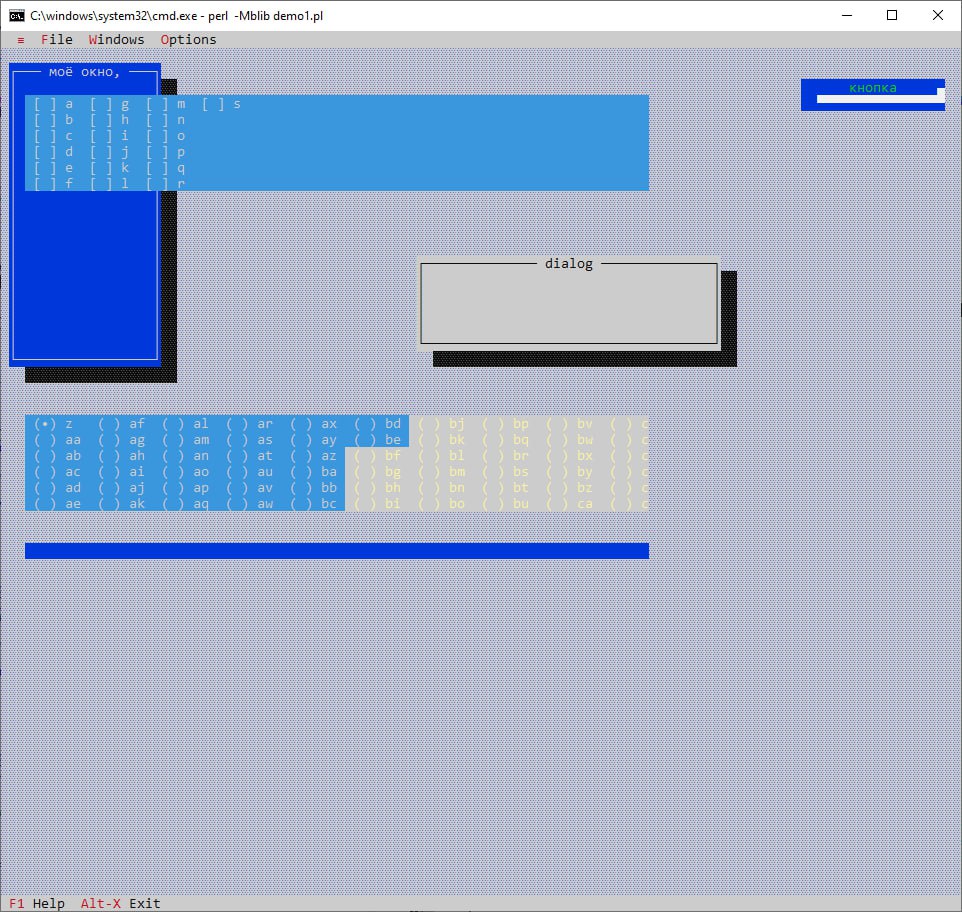 C:\windows\system32\cmd.exe - perl  -Mblib demo1.pl
≡ File Windows Options
моё окно,
кнопка
[ ] a [ ] g [ ] m [ ] s
[ ] b [ ] h [ ] n
[ ] c [ ] i [ ] o
[ ] d [ ] j [ ] p
[ ] e [ ] k [ ] q
[ ] f [ ] l [ ] r
dialog
(•) z ( ) af ( ) al ( ) ar ( ) ax ( ) bd ( ) bj ( ) bp ( ) bv ( ) c
( ) aa ( ) ag ( ) am ( ) as ( ) ay ( ) be ( ) bk ( ) bq ( ) bw ( ) c
( ) ab ( ) ah ( ) an ( ) at ( ) az ( ) bf ( ) bl ( ) br ( ) bx ( ) c
( ) ac ( ) ai ( ) ao ( ) au ( ) ba ( ) bg ( ) bm ( ) bs ( ) by ( ) c
( ) ad ( ) aj ( ) ap ( ) av ( ) bb ( ) bh ( ) bn ( ) bt ( ) bz ( ) c
( ) ae ( ) ak ( ) aq ( ) aw ( ) bc ( ) bi ( ) bo ( ) bu ( ) ca ( ) c
F1 Help Alt-X Exit